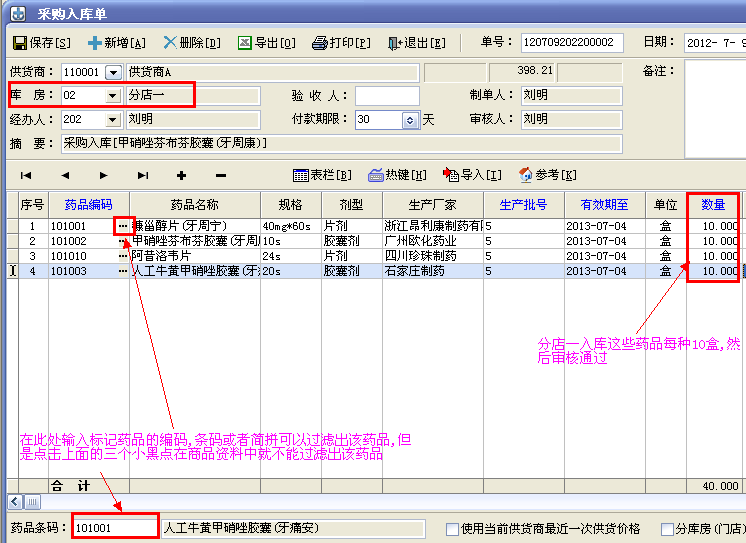 采购入库单
保存[S] 新增[A] 删除[D] 导出[O] 打印[P] 退出[E] 单号: 120709202200002 日期: 2012- 7- 9
供货商: 110001 供货商A 398.21 备注:
库 房: 02 分店一 验 收 人: 制单人: 刘明
经办人: 202 刘明 付款期限: 30 天 审核人: 刘明
摘 要: 采购入库[甲硝唑芬布芬胶囊(牙周康)]
表栏[B] 热键[H] 导入[I] 参考[K]
序号 药品编码 药品名称 规格 剂型 生产厂家 生产批号 有效期至 单位 数量
1 101001 ··· 糠甾醇片(牙周宁) 40mg*60s 片剂 浙江昂利康制药有 5 2013-07-04 盒 10.000
2 101002 ··· 甲硝唑芬布芬胶囊(牙周 10s 胶囊剂 广州欧化药业 5 2013-07-04 盒 10.000
3 101010 ··· 阿昔洛韦片 24s 片剂 四川珍珠制药 5 2013-07-04 盒 10.000
4 101003 ··· 人工牛黄甲硝唑胶囊(牙 20s 胶囊剂 石家庄制药 5 2013-07-04 盒 10.000
分店一入库这些药品每种10盒,然
后审核通过
在此处输入标记药品的编码,条码或者简拼可以过滤出该药品,但
是点击上面的三个小黑点在商品资料中就不能过滤出该药品
合 计 40.000
药品条码: 101001 人工牛黄甲硝唑胶囊(牙痛安) 使用当前供货商最近一次供货价格 分库房(门店)